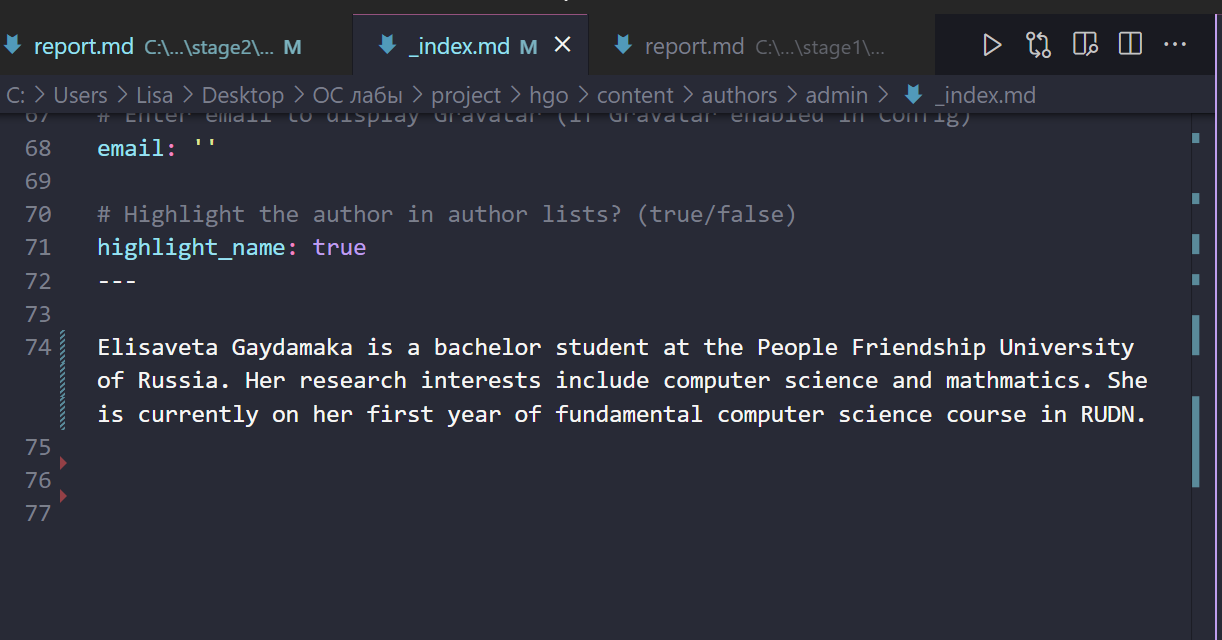 report.md C:\...\stage2\... M
_index.md M
report.md C:\...\stage1\...
C: > Users > Lisa > Desktop > ОС лабы > project > hgo > content > authors > admin > _index.md
67 # Enter email to display Gravatar (if Gravatar enabled in Config)
68 email: ''
69
70 # Highlight the author in author lists? (true/false)
71 highlight_name: true
72 ---
73
74 Elisaveta Gaydamaka is a bachelor student at the People Friendship University
of Russia. Her research interests include computer science and mathmatics. She
is currently on her first year of fundamental computer science course in RUDN.
75
76
77